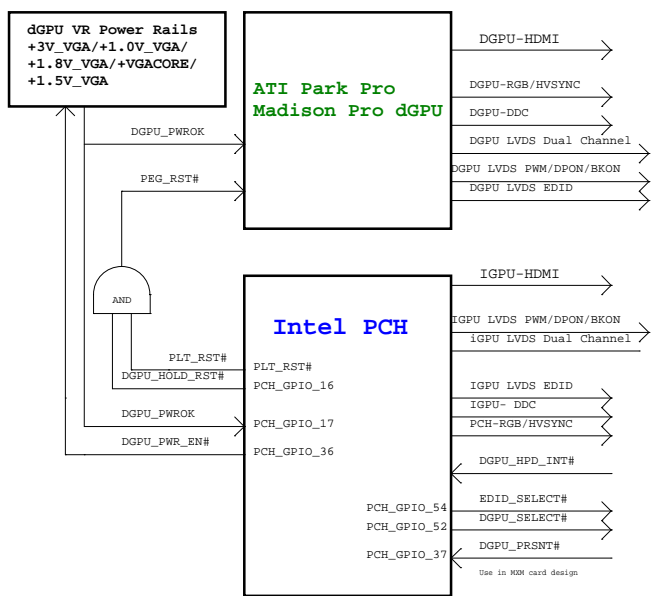 dGPU VR Power Rails
+3V_VGA/+1.0V_VGA/
+1.8V_VGA/+VGACORE/
+1.5V_VGA
ATI Park Pro
Madison Pro dGPU
DGPU-HDMI
DGPU-RGB/HVSYNC
DGPU-DDC
DGPU LVDS Dual Channel
DGPU LVDS PWM/DPON/BKON
DGPU LVDS EDID
DGPU_PWROK
PEG_RST#
AND
Intel PCH
IGPU-HDMI
IGPU LVDS PWM/DPON/BKON
iGPU LVDS Dual Channel
PLT_RST#
DGPU_HOLD_RST#
DGPU_PWROK
DGPU_PWR_EN#
PLT_RST#
PCH_GPIO_16
PCH_GPIO_17
PCH_GPIO_36
IGPU LVDS EDID
IGPU- DDC
PCH-RGB/HVSYNC
DGPU_HPD_INT#
PCH_GPIO_54
PCH_GPIO_52
PCH_GPIO_37
EDID_SELECT#
DGPU_SELECT#
DGPU_PRSNT#
Use in MXM card design